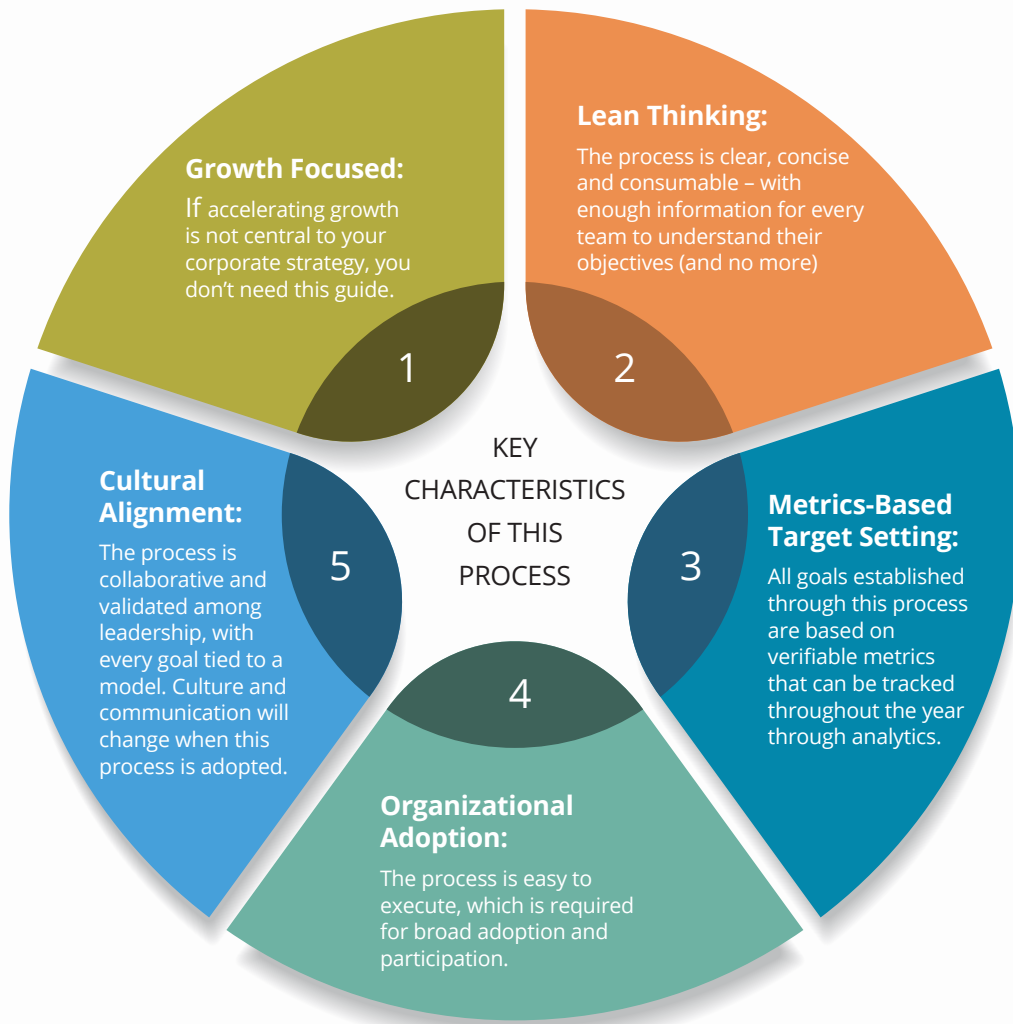 KEY
CHARACTERISTICS
OF THIS
PROCESS
1
Growth Focused:
If accelerating growth
is not central to your
corporate strategy, you
don’t need this guide.
2
Lean Thinking:
The process is clear, concise
and consumable – with
enough information for every
team to understand their
objectives (and no more)
3
Metrics-Based
Target Setting:
All goals established
through this process
are based on
verifiable metrics
that can be tracked
throughout the year
through analytics.
4
Organizational
Adoption:
The process is easy to
execute, which is required
for broad adoption and
participation.
5
Cultural
Alignment:
The process is
collaborative and
validated among
leadership, with
every goal tied to a
model. Culture and
communication will
change when this
process is adopted.